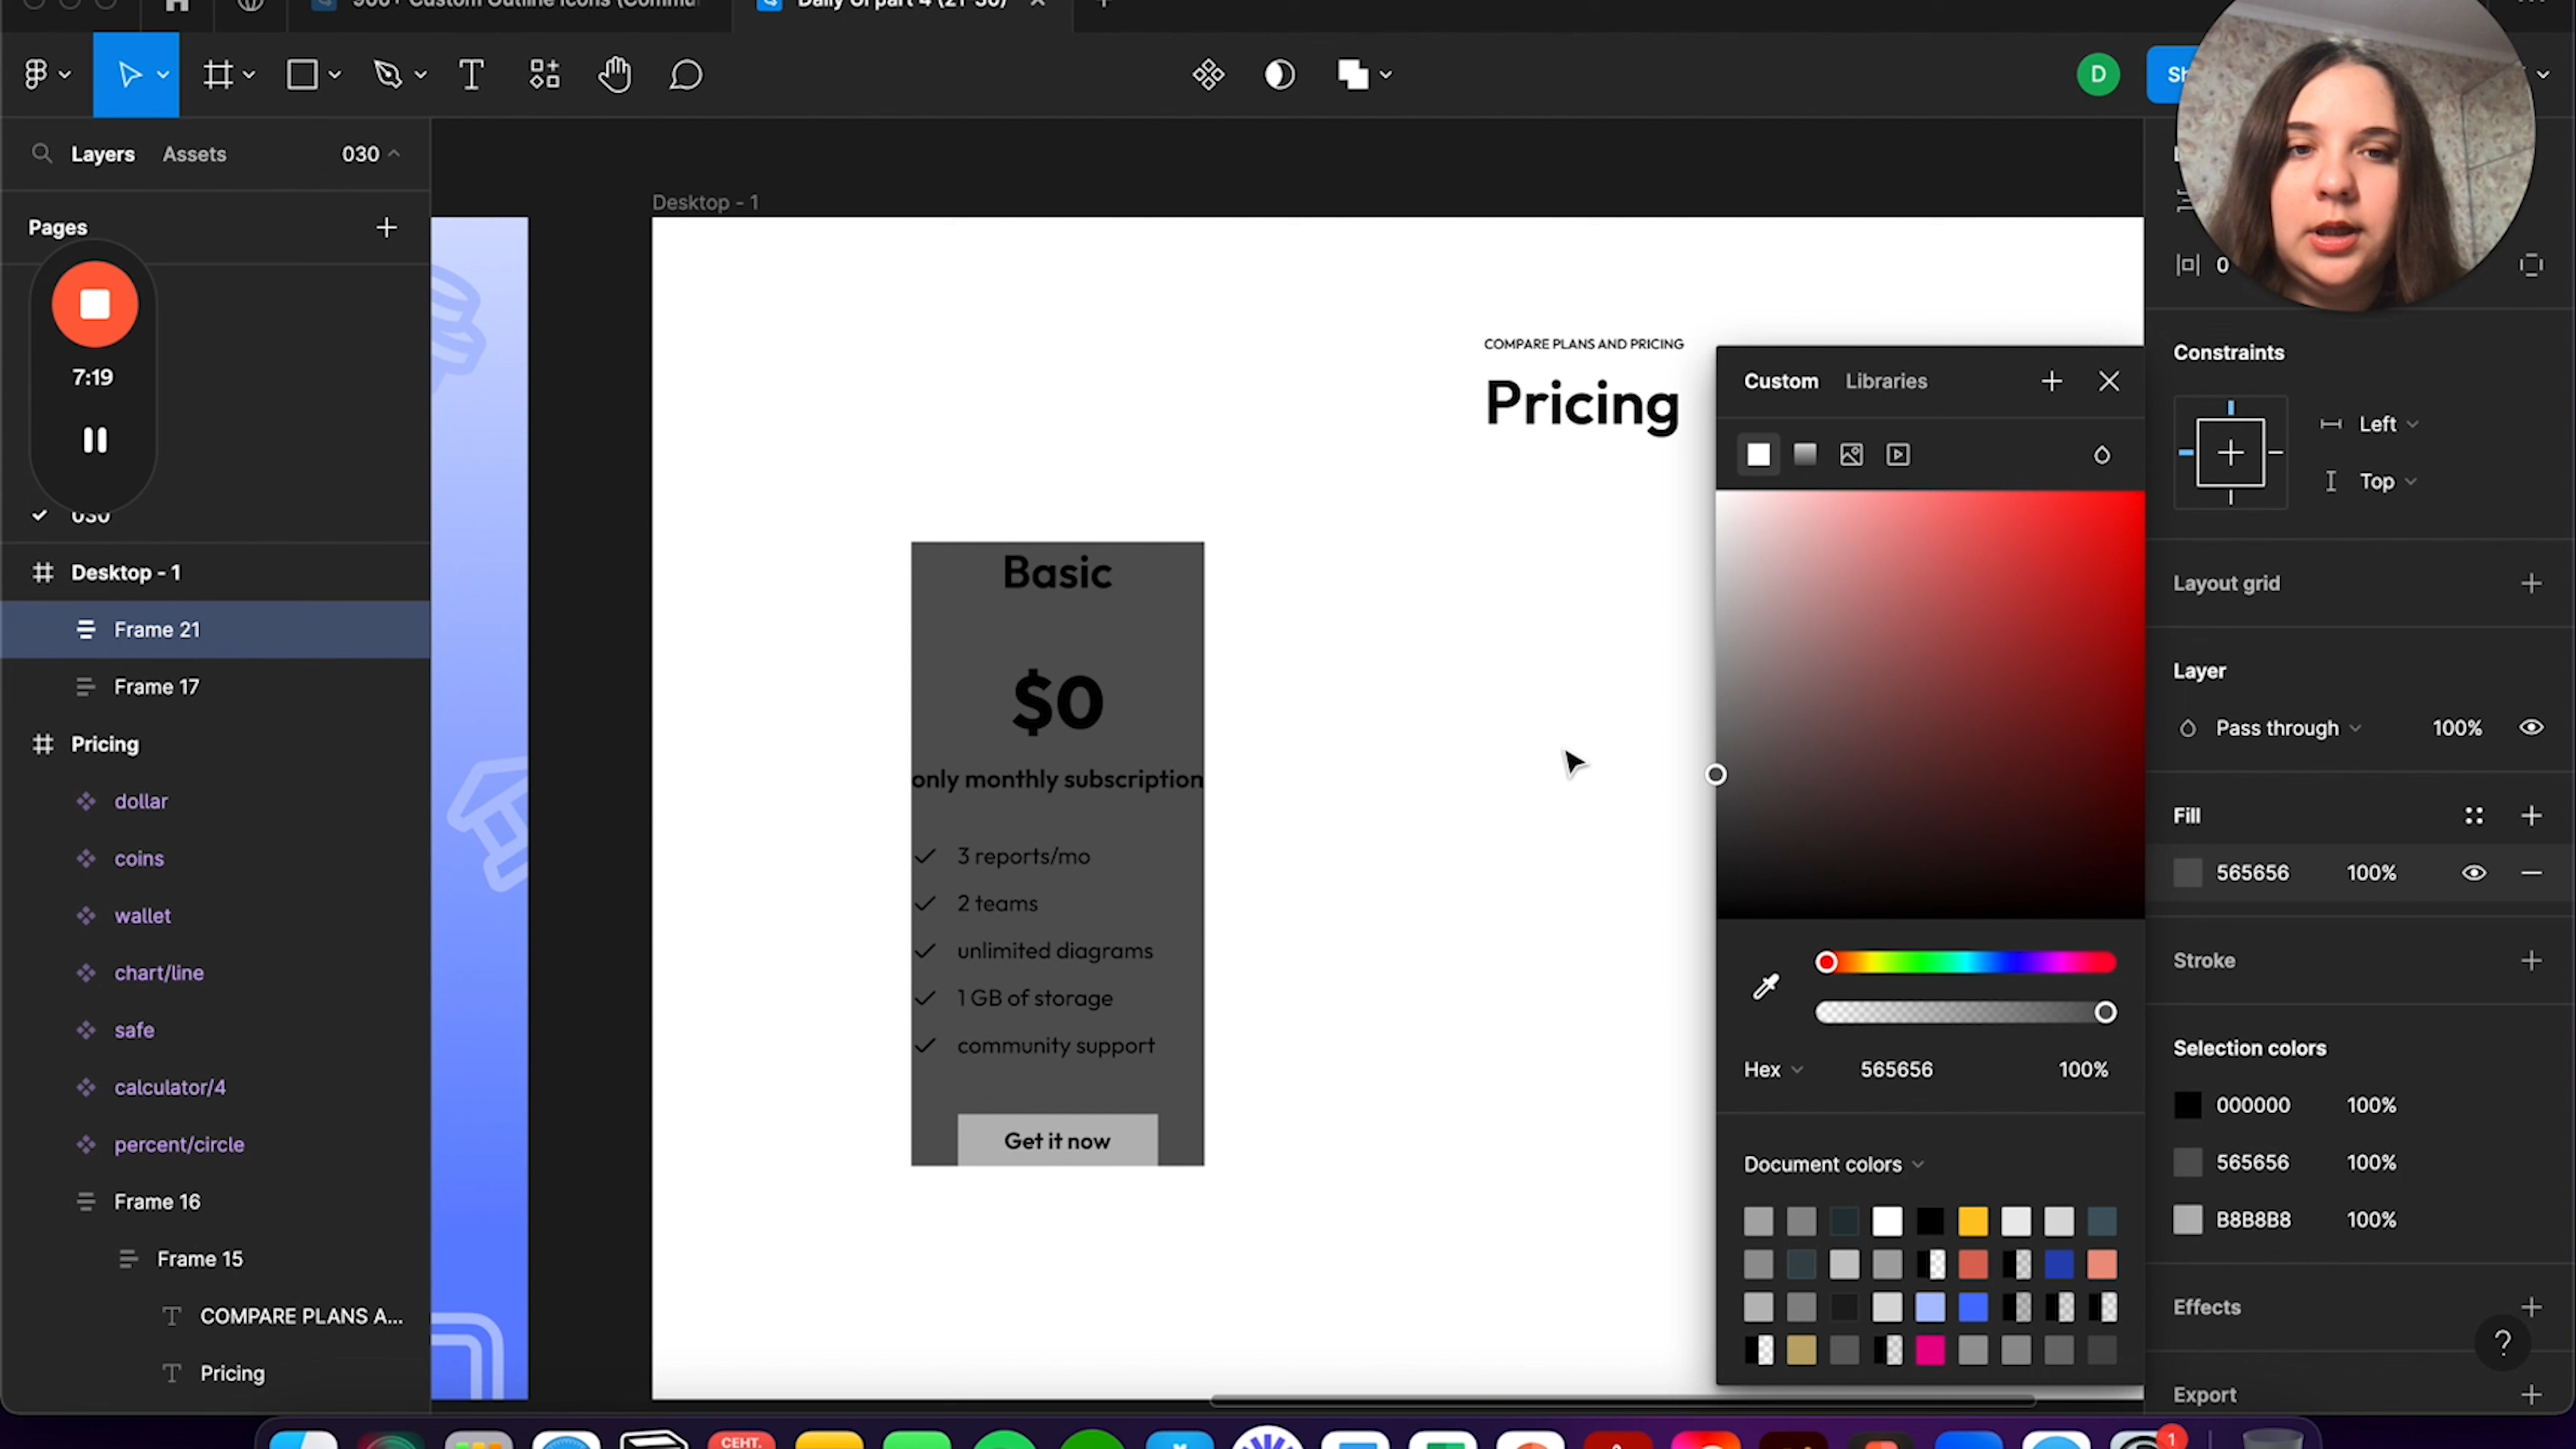 Daily UI part 4 (21-30)
D
Layers
Assets
030
Pages
7:19
030
Desktop - 1
Frame 21
Frame 17
Pricing
dollar
coins
wallet
chart/line
safe
calculator/4
percent/circle
Frame 16
Frame 15
COMPARE PLANS A...
Pricing
Desktop - 1
COMPARE PLANS AND PRICING
Pricing
Basic
$0
only monthly subscription
3 reports/mo
2 teams
unlimited diagrams
1 GB of storage
community support
Get it now
Custom
Libraries
Hex
565656
100%
Document colors
0
Constraints
Left
Top
Layout grid
Layer
Pass through
100%
Fill
565656
100%
Stroke
Selection colors
000000
100%
565656
100%
B8B8B8
100%
Effects
?
Export
СЕНТ.
1